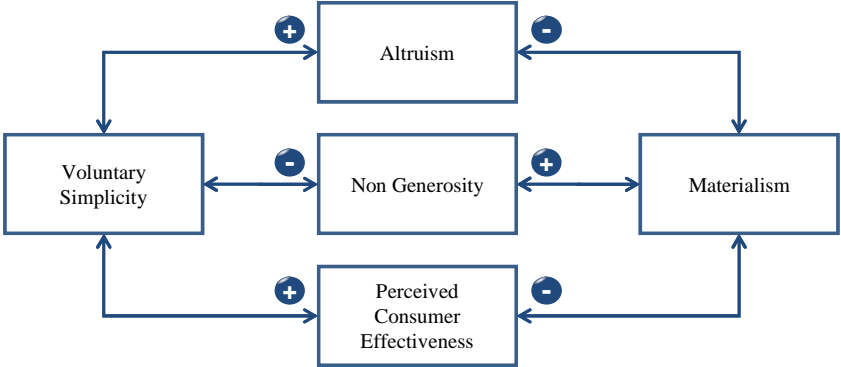 +
Altruism
-
Voluntary
Simplicity
-
Non Generosity
+
Materialism
+
Perceived
Consumer
Effectiveness
-